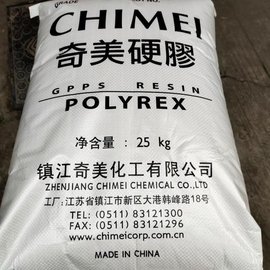 GRADE
LOT NO.
CHIMEI
奇美硬膠
GPPS RESIN
POLYREX
净含量 : 25 kg
镇江奇美化工有限公司
ZHENJIANG CHIMEI CHEMICAL CO.,LTD
工厂:江苏省镇江市新区大港韩峰路18号
TEL: (0511) 83121300
FAX: (0511) 83121296
chimeicorp.com.cn
MADE IN CHINA